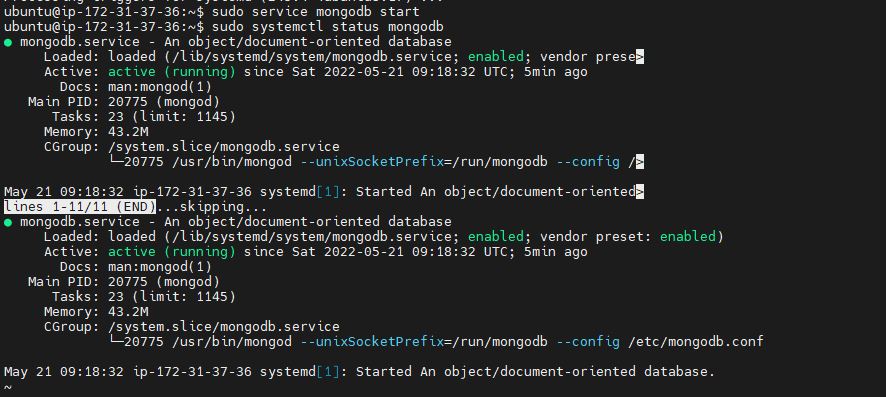 ubuntu@ip-172-31-37-36:~$ sudo service mongodb start
ubuntu@ip-172-31-37-36:~$ sudo systemctl status mongodb
● mongodb.service - An object/document-oriented database
     Loaded: loaded (/lib/systemd/system/mongodb.service; enabled; vendor prese>
     Active: active (running) since Sat 2022-05-21 09:18:32 UTC; 5min ago
       Docs: man:mongod(1)
   Main PID: 20775 (mongod)
      Tasks: 23 (limit: 1145)
     Memory: 43.2M
     CGroup: /system.slice/mongodb.service
             └─20775 /usr/bin/mongod --unixSocketPrefix=/run/mongodb --config />

May 21 09:18:32 ip-172-31-37-36 systemd[1]: Started An object/document-oriented>
lines 1-11/11 (END)...skipping...
● mongodb.service - An object/document-oriented database
     Loaded: loaded (/lib/systemd/system/mongodb.service; enabled; vendor preset: enabled)
     Active: active (running) since Sat 2022-05-21 09:18:32 UTC; 5min ago
       Docs: man:mongod(1)
   Main PID: 20775 (mongod)
      Tasks: 23 (limit: 1145)
     Memory: 43.2M
     CGroup: /system.slice/mongodb.service
             └─20775 /usr/bin/mongod --unixSocketPrefix=/run/mongodb --config /etc/mongodb.conf

May 21 09:18:32 ip-172-31-37-36 systemd[1]: Started An object/document-oriented database.
~